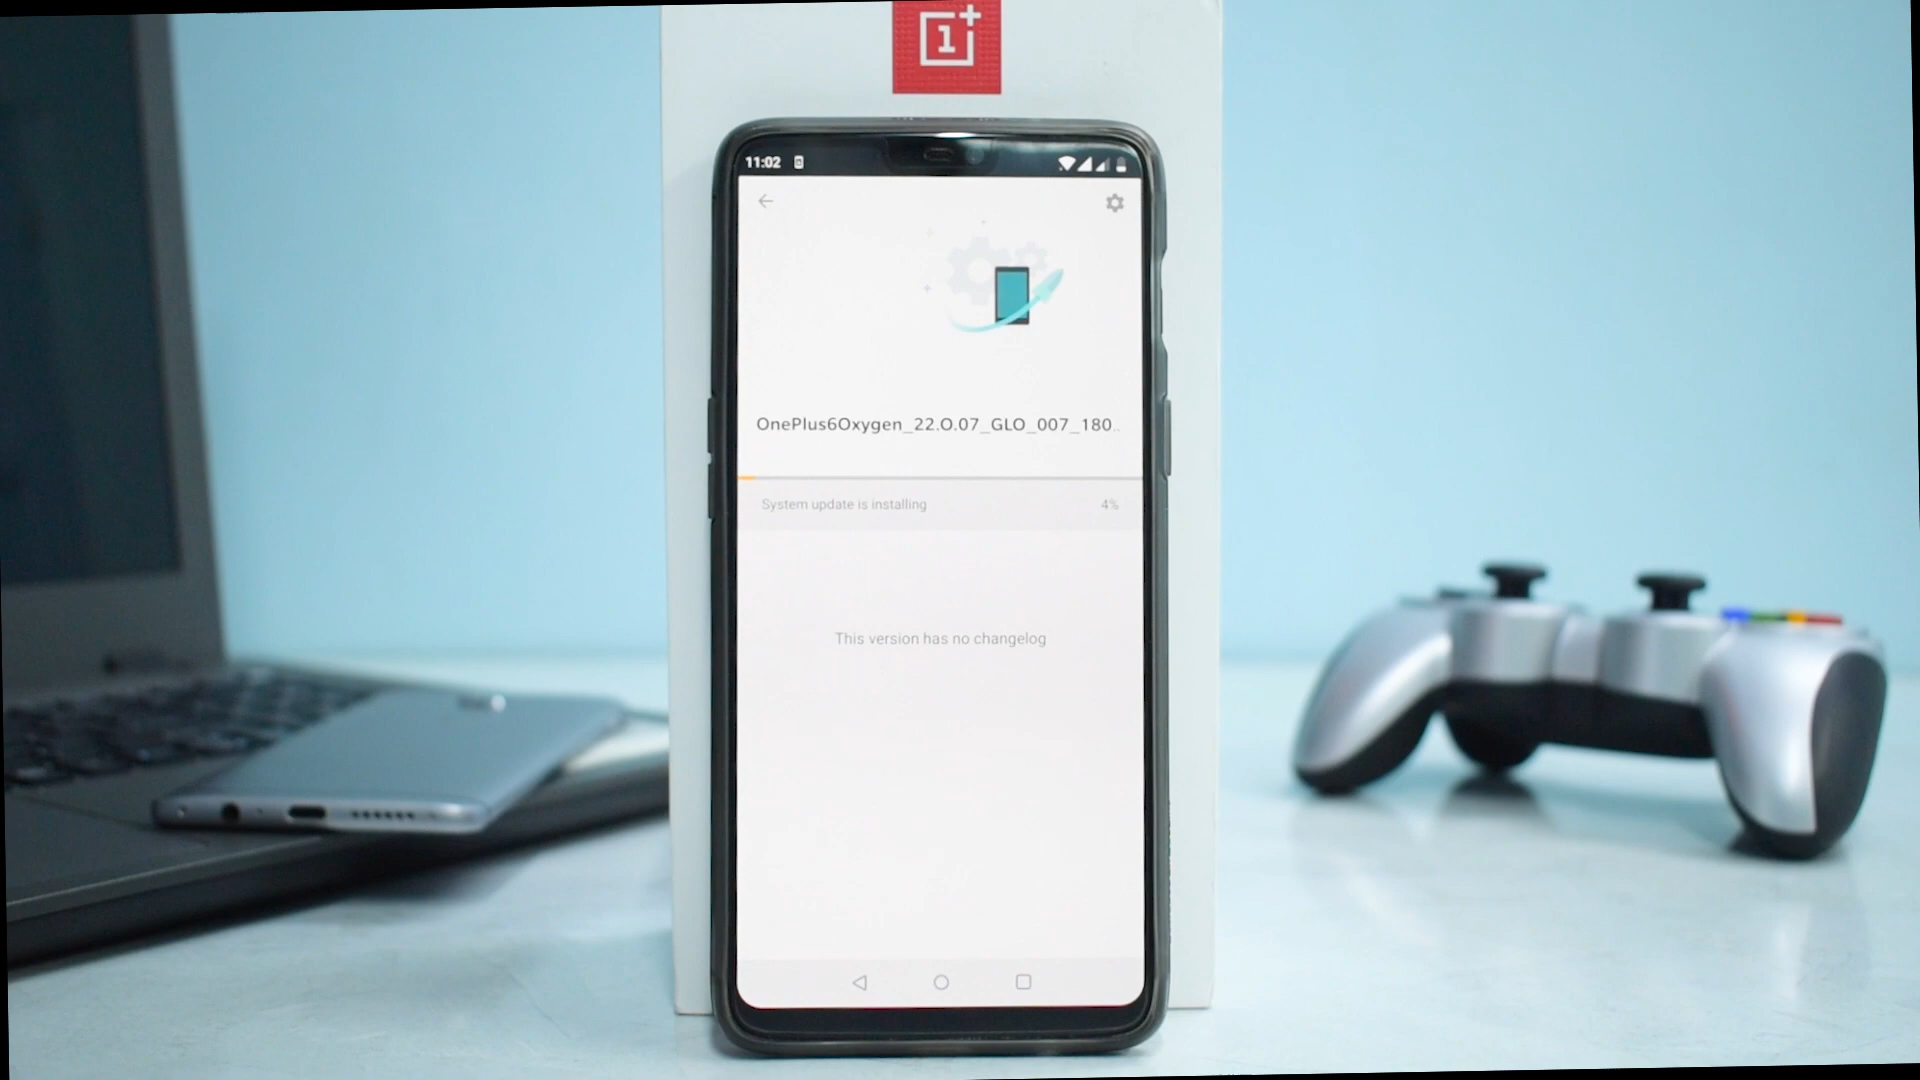 1+
11:02
OnePlus6Oxygen_22.O.07_GLO_007_180..
System update is installing 4%
This version has no changelog